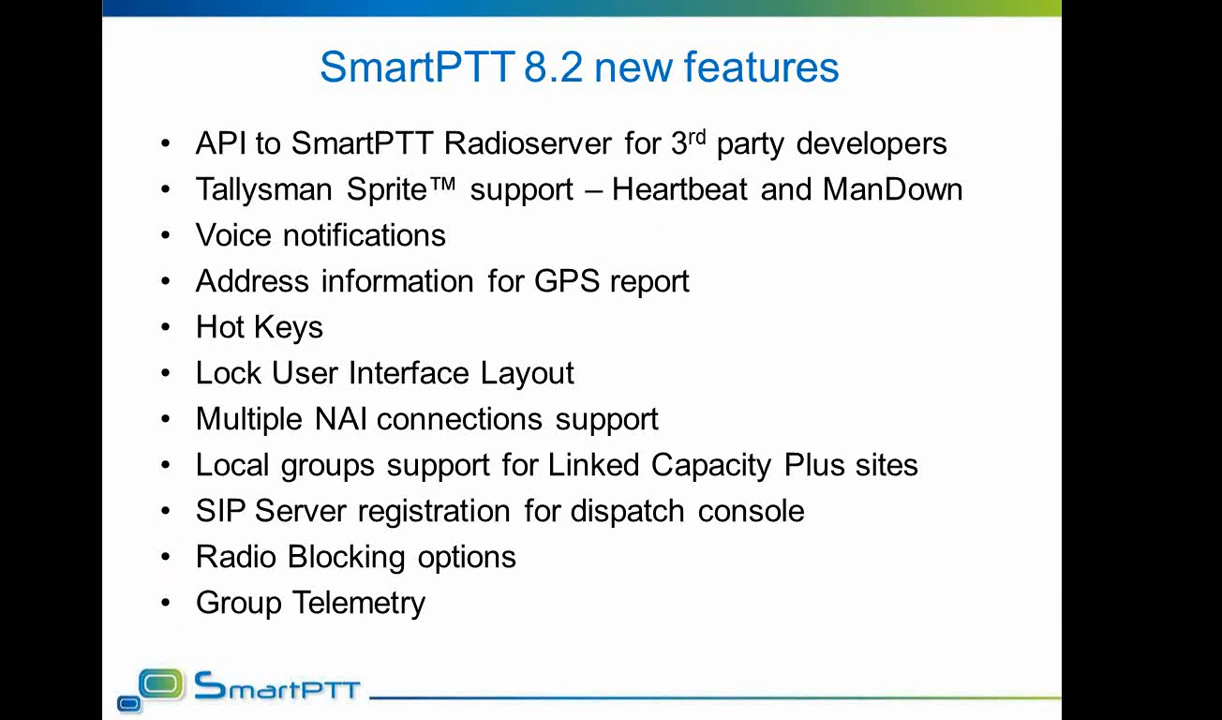 SmartPTT 8.2 new features
• API to SmartPTT Radioserver for 3rd party developers
• Tallysman Sprite™ support – Heartbeat and ManDown
• Voice notifications
• Address information for GPS report
• Hot Keys
• Lock User Interface Layout
• Multiple NAI connections support
• Local groups support for Linked Capacity Plus sites
• SIP Server registration for dispatch console
• Radio Blocking options
• Group Telemetry
SmartPTT